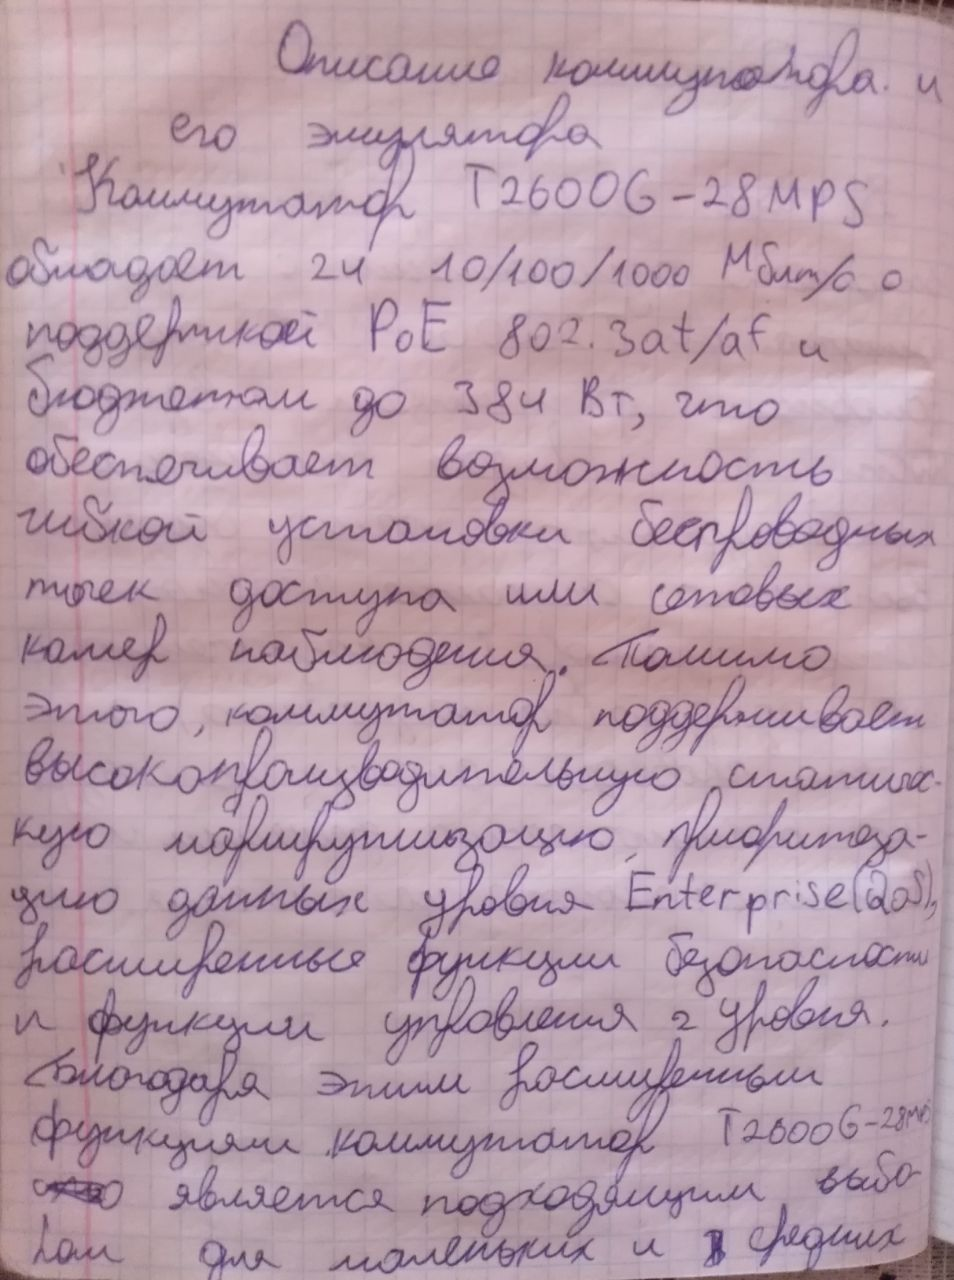 Описание коммутатора и
его эмулятора
Коммутатор T2600G-28MPS
обладает 24 10/100/1000 Мбит/с с
поддержкой PoE 802.3at/af и
бюджетом до 384 Вт, что
обеспечивает возможность
гибкой установки беспроводных
точек доступа или сетевых
камер наблюдения. Помимо
этого, коммутатор поддерживает
высокопроизводительную статичес-
кую маршрутизацию, приоритеза-
цию данных уровня Enterprise(QoS),
расширенные функции безопасности
и функции управления 2 уровня.
Благодаря этим расширенным
функциям коммутатор T2600G-28MPS
является подходящим выбо-
ром для маленьких и средних